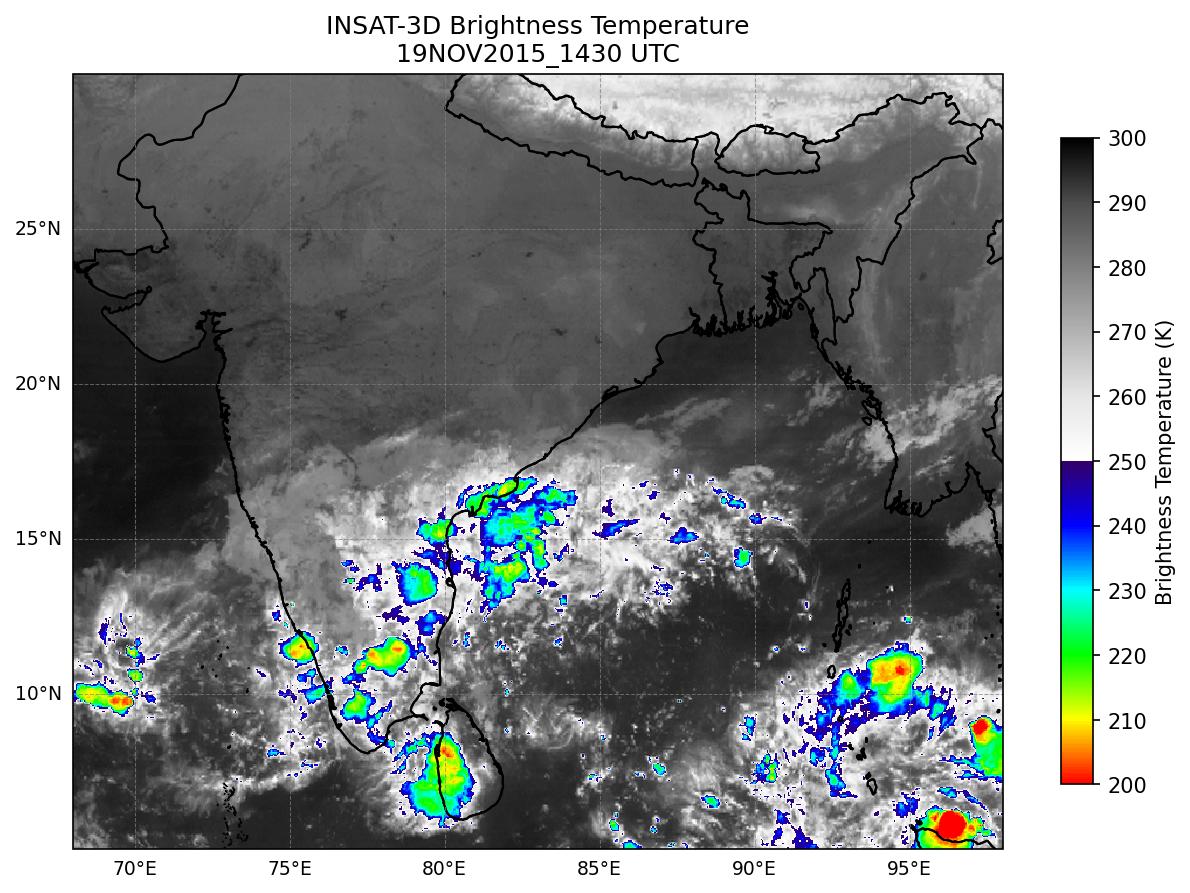 INSAT-3D Brightness Temperature
19NOV2015_1430 UTC
25°N
20°N
15°N
10°N
70°E
75°E
80°E
85°E
90°E
95°E
300
290
280
270
260
250
240
230
220
210
200
Brightness Temperature (K)